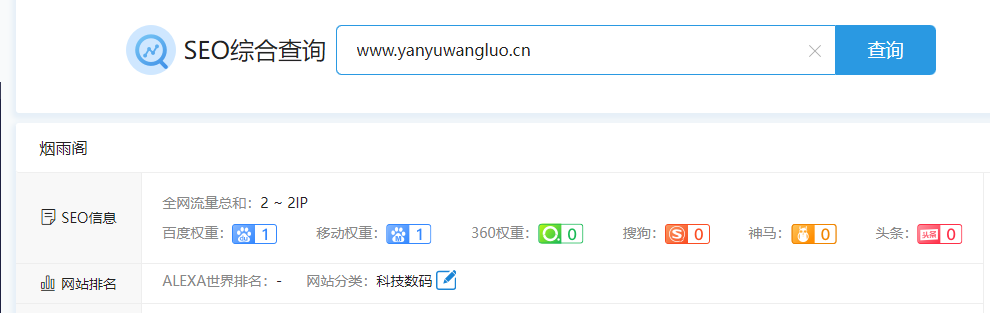 SEO综合查询 www.yanyuwangluo.cn 查询
烟雨阁
SEO信息
全网流量总和：2 ~ 2IP
百度权重：1 移动权重：1 360权重：0 搜狗：0 神马：0 头条：头条 0
网站排名 ALEXA世界排名：- 网站分类：科技数码